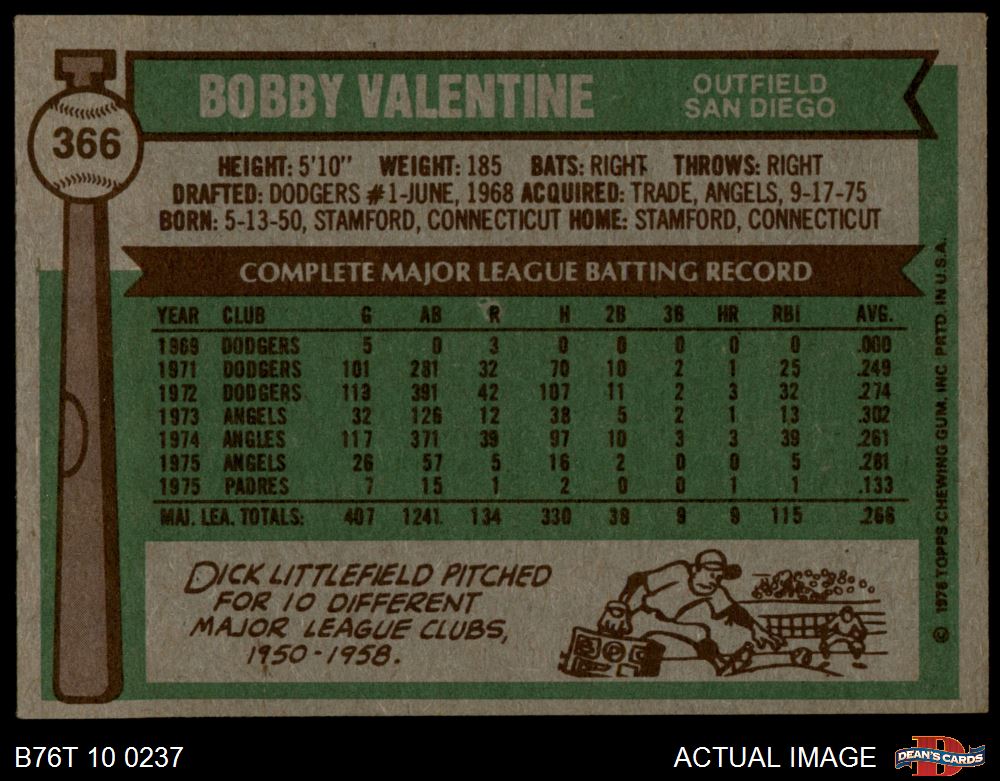 366
BOBBY VALENTINE
OUTFIELD
SAN DIEGO
HEIGHT: 5'10" WEIGHT: 185 BATS: RIGHT THROWS: RIGHT
DRAFTED: DODGERS #1-JUNE, 1968 ACQUIRED: TRADE, ANGELS, 9-17-75
BORN: 5-13-50, STAMFORD, CONNECTICUT HOME: STAMFORD, CONNECTICUT
COMPLETE MAJOR LEAGUE BATTING RECORD
YEAR CLUB G AB R H 2B 3B HR RBI AVG.
1969 DODGERS 5 0 3 0 0 0 0 0 .000
1971 DODGERS 101 281 32 70 10 2 1 25 .249
1972 DODGERS 119 391 42 107 11 2 3 32 .274
1973 ANGELS 32 126 12 38 5 2 1 13 .302
1974 ANGLES 117 371 39 97 10 3 3 39 .261
1975 ANGELS 26 57 5 16 2 0 0 5 .281
1975 PADRES 7 15 1 2 0 0 1 1 .133
MAJ. LEA. TOTALS: 407 1241 134 330 38 9 9 115 .266
DICK LITTLEFIELD PITCHED
FOR 10 DIFFERENT
MAJOR LEAGUE CLUBS,
1950-1958.
© 1976 TOPPS CHEWING GUM, INC PRTD. IN U.S.A.
B76T 10 0237
ACTUAL IMAGE
D
DEAN'S CARDS